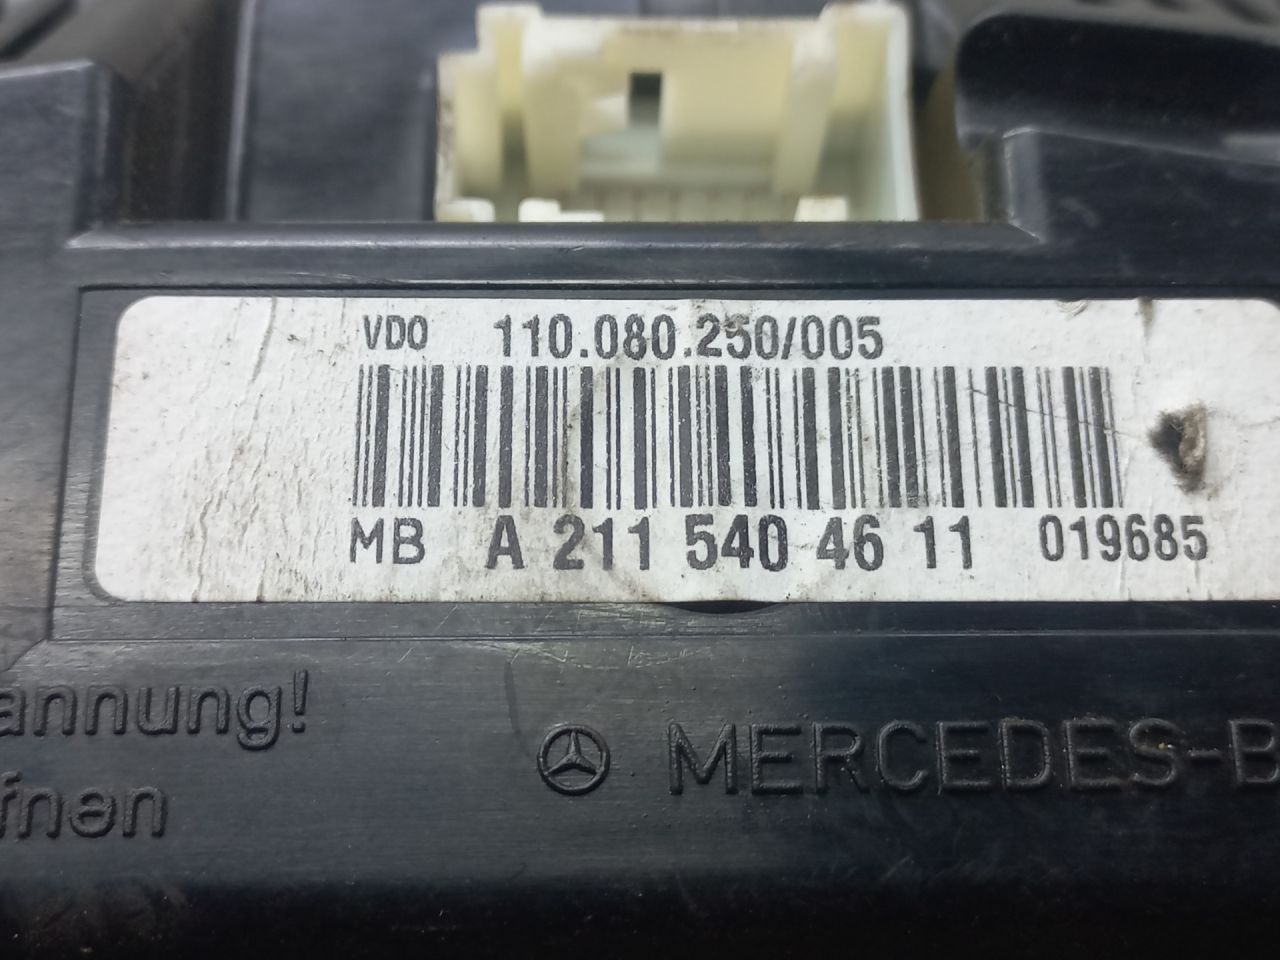 VDO 110.080.250/005
MB A 211 540 46 11 019685
annung!
fnen
MERCEDES-B